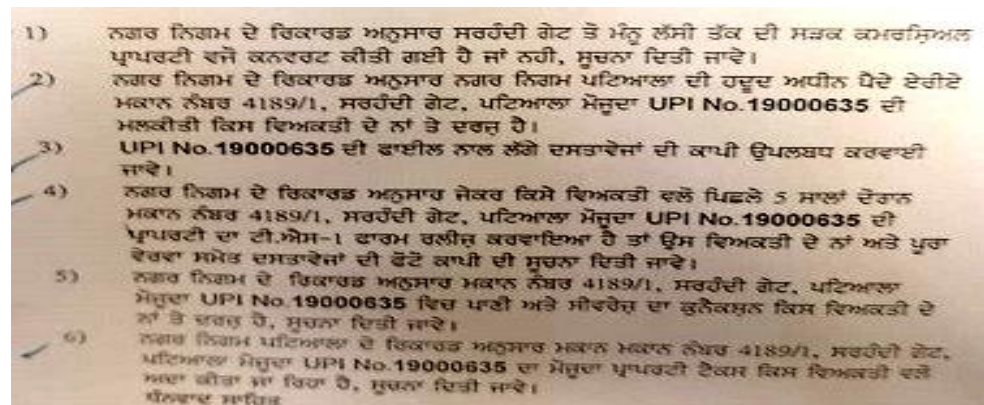 1) ਨਗਰ ਨਿਗਮ ਦੇ ਰਿਕਾਰਡ ਅਨੁਸਾਰ ਸਰਹੰਦੀ ਗੇਟ ਤੋ ਮੰਨੂ ਲੱਸੀ ਤੱਕ ਦੀ ਸੜਕ ਕਮਰਸ਼ਿਅਲ
ਪ੍ਰਾਪਰਟੀ ਵਜੋਂ ਕਨਵਰਟ ਕੀਤੀ ਗਈ ਹੈ ਜਾਂ ਨਹੀ, ਸੂਚਨਾ ਦਿਤੀ ਜਾਵੇ।
2) ਨਗਰ ਨਿਗਮ ਦੇ ਰਿਕਾਰਡ ਅਨੁਸਾਰ ਨਗਰ ਨਿਗਮ ਪਟਿਆਲਾ ਦੀ ਹਦੂਦ ਅਧੀਨ ਪੈਦੇ ਏਰੀਏ
ਮਕਾਨ ਨੰਬਰ 4189/1, ਸਰਹੰਦੀ ਗੇਟ, ਪਟਿਆਲਾ ਮੋਜੂਦਾ UPI No.19000635 ਦੀ
ਮਲਕੀਤੀ ਕਿਸ ਵਿਅਕਤੀ ਦੇ ਨਾਂ ਤੇ ਦਰਜ਼ ਹੈ।
3) UPI No.19000635 ਦੀ ਫਾਈਲ ਨਾਲ ਲੱਗੇ ਦਸਤਾਵੇਜਾਂ ਦੀ ਕਾਪੀ ਉਪਲਬਧ ਕਰਵਾਈ
ਜਾਵੇ।
4) ਨਗਰ ਨਿਗਮ ਦੇ ਰਿਕਾਰਡ ਅਨੁਸਾਰ ਜੇਕਰ ਕਿਸੇ ਵਿਅਕਤੀ ਵਲੋਂ ਪਿਛਲੇ 5 ਸਾਲਾਂ ਦੌਰਾਨ
ਮਕਾਨ ਨੰਬਰ 4189/1, ਸਰਹੰਦੀ ਗੇਟ, ਪਟਿਆਲਾ ਮੌਜੂਦਾ UPI No.19000635 ਦੀ
ਪ੍ਰਾਪਰਟੀ ਦਾ ਟੀ.ਐਸ-1 ਫਾਰਮ ਰਲੀਜ਼ ਕਰਵਾਇਆ ਹੈ ਤਾਂ ਉਸ ਵਿਅਕਤੀ ਦੇ ਨਾਂ ਅਤੇ ਪੂਰਾ
ਵੇਰਵਾ ਸਮੇਤ ਦਸਤਾਵੇਜਾਂ ਦੀ ਫੋਟੋ ਕਾਪੀ ਦੀ ਸੂਚਨਾ ਦਿਤੀ ਜਾਵੇ।
5) ਨਗਰ ਨਿਗਮ ਦੇ ਰਿਕਾਰਡ ਅਨੁਸਾਰ ਮਕਾਨ ਨੰਬਰ 4189/1, ਸਰਹੰਦੀ ਗੇਟ, ਪਟਿਆਲਾ
ਮੋਜੂਦਾ UPI No.19000635 ਵਿਚ ਪਾਣੀ ਅਤੇ ਸੀਵਰੇਜ਼ ਦਾ ਕੁਨੈਕਸ਼ਨ ਕਿਸ ਵਿਅਕਤੀ ਦੇ
ਨਾਂ ਤੇ ਦਰਜ਼ ਹੈ, ਸੂਚਨਾ ਦਿਤੀ ਜਾਵੇ।
6) ਨਗਰ ਨਿਗਮ ਪਟਿਆਲਾ ਦੇ ਰਿਕਾਰਡ ਅਨੁਸਾਰ ਮਕਾਨ ਮਕਾਨ ਨੰਬਰ 4189/1, ਸਰਹੰਦੀ ਗੇਟ,
ਪਟਿਆਲਾ ਮੋਜੂਦਾ UPI No.19000635 ਦਾ ਮੌਜੂਦਾ ਪ੍ਰਾਪਰਟੀ ਟੈਕਸ ਕਿਸ ਵਿਅਕਤੀ ਵਲੋਂ
ਅਦਾ ਕੀਤਾ ਜਾ ਰਿਹਾ ਹੈ, ਸੂਚਨਾ ਦਿਤੀ ਜਾਵੇ।
ਧੰਨਵਾਦ ਸਾਹਿਤ